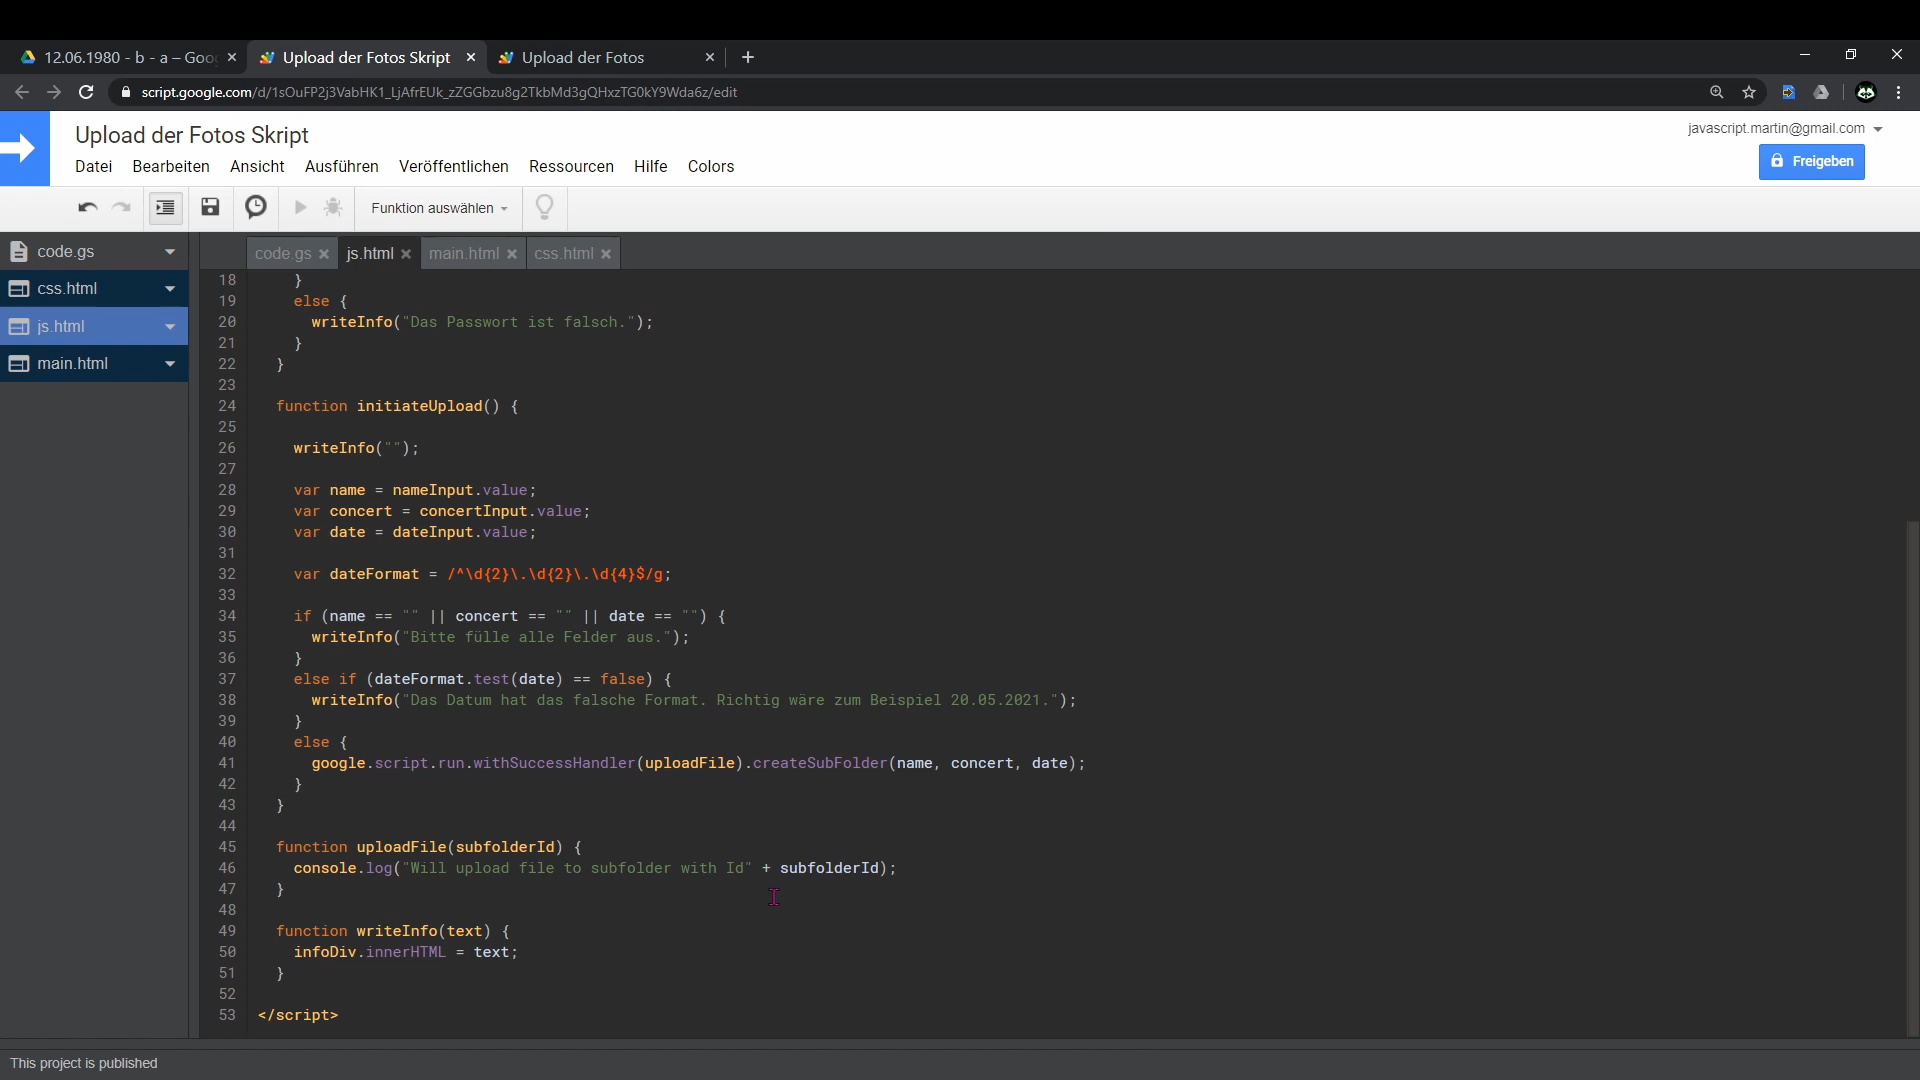 12.06.1980 - b - a – Goo
Upload der Fotos Skript
Upload der Fotos
script.google.com/d/1sOuFP2j3VabHK1_LjAfrEUk_zZGGbzu8g2TkbMd3gQHxzTG0kY9Wda6z/edit
Upload der Fotos Skript
javascript.martin@gmail.com
Datei Bearbeiten Ansicht Ausführen Veröffentlichen Ressourcen Hilfe Colors
Freigeben
Funktion auswählen
code.gs
css.html
js.html
main.html
code.gs js.html main.html css.html
18 }
19 else {
20 writeInfo("Das Passwort ist falsch.");
21 }
22 }
23
24 function initiateUpload() {
25
26 writeInfo("");
27
28 var name = nameInput.value;
29 var concert = concertInput.value;
30 var date = dateInput.value;
31
32 var dateFormat = /^\d{2}\.\d{2}\.\d{4}$/g;
33
34 if (name == "" || concert == "" || date == "") {
35 writeInfo("Bitte fülle alle Felder aus.");
36 }
37 else if (dateFormat.test(date) == false) {
38 writeInfo("Das Datum hat das falsche Format. Richtig wäre zum Beispiel 20.05.2021.");
39 }
40 else {
41 google.script.run.withSuccessHandler(uploadFile).createSubFolder(name, concert, date);
42 }
43 }
44
45 function uploadFile(subfolderId) {
46 console.log("Will upload file to subfolder with Id" + subfolderId);
47 }
48
49 function writeInfo(text) {
50 infoDiv.innerHTML = text;
51 }
52
53 </script>
This project is published